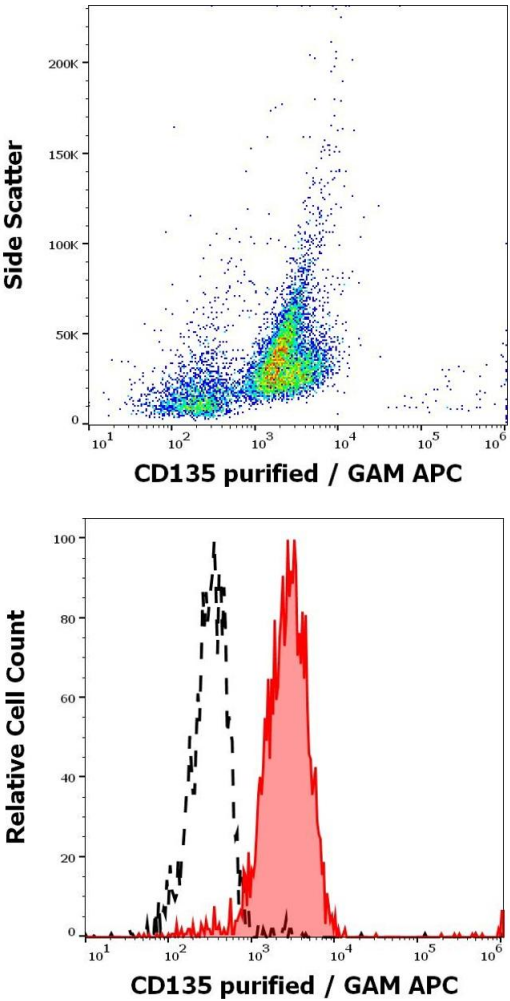 Side Scatter
200K
150K
100K
50K
0
10¹ 10² 10³ 10⁴ 10⁵ 10⁶
CD135 purified / GAM APC
Relative Cell Count
100
80
60
40
20
0
10¹ 10² 10³ 10⁴ 10⁵ 10⁶
CD135 purified / GAM APC